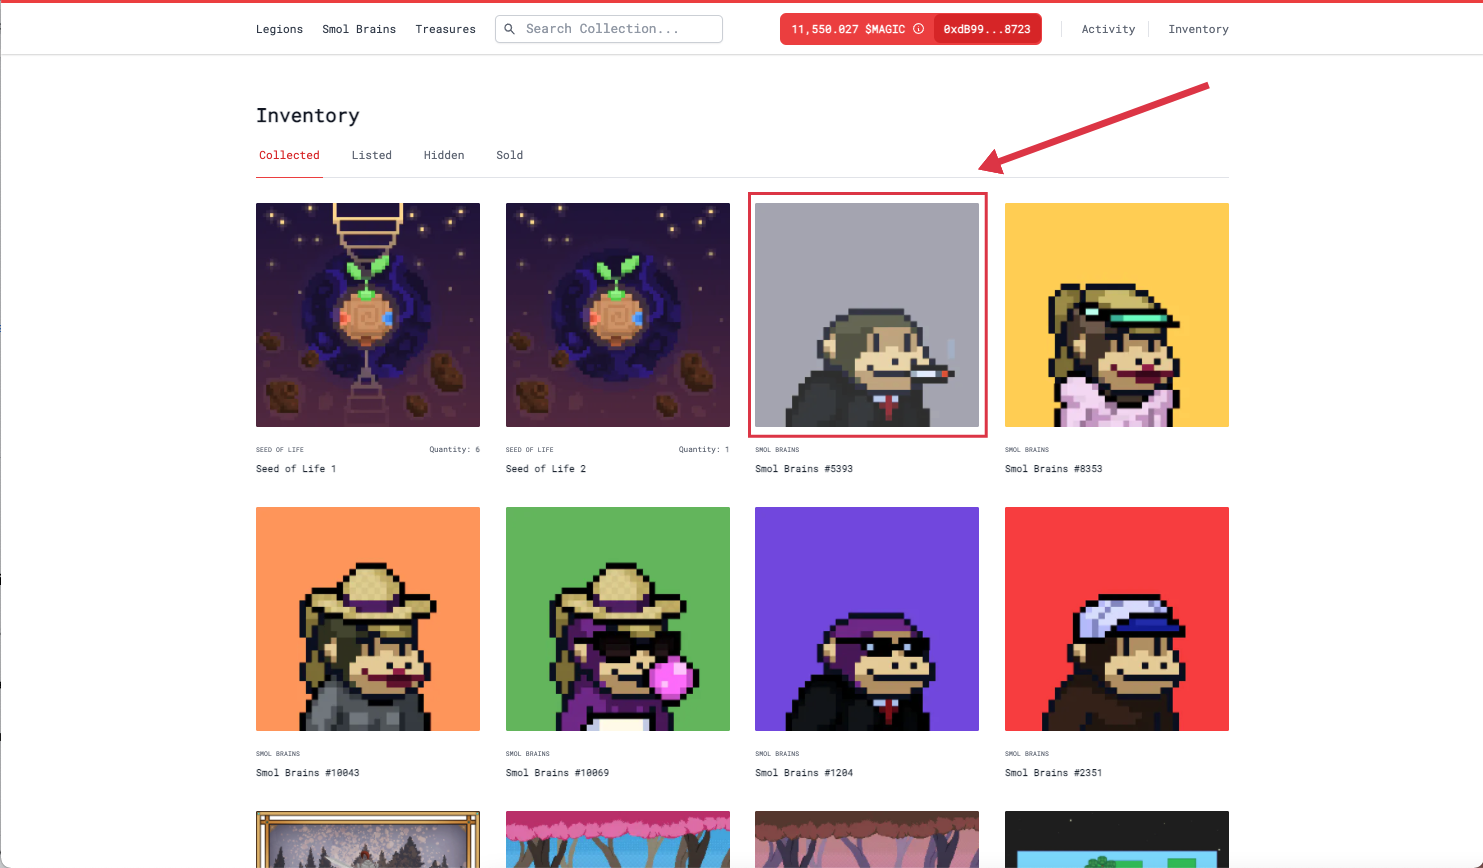 Legions Smol Brains Treasures Search Collection... 11,550.027 $MAGIC 0xdB99...8723 Activity Inventory
Inventory
Collected Listed Hidden Sold
SEED OF LIFE Quantity: 6 SEED OF LIFE Quantity: 1 SMOL BRAINS SMOL BRAINS
Seed of Life 1 Seed of Life 2 Smol Brains #5393 Smol Brains #8353
SMOL BRAINS SMOL BRAINS SMOL BRAINS SMOL BRAINS
Smol Brains #10043 Smol Brains #10069 Smol Brains #1204 Smol Brains #2351